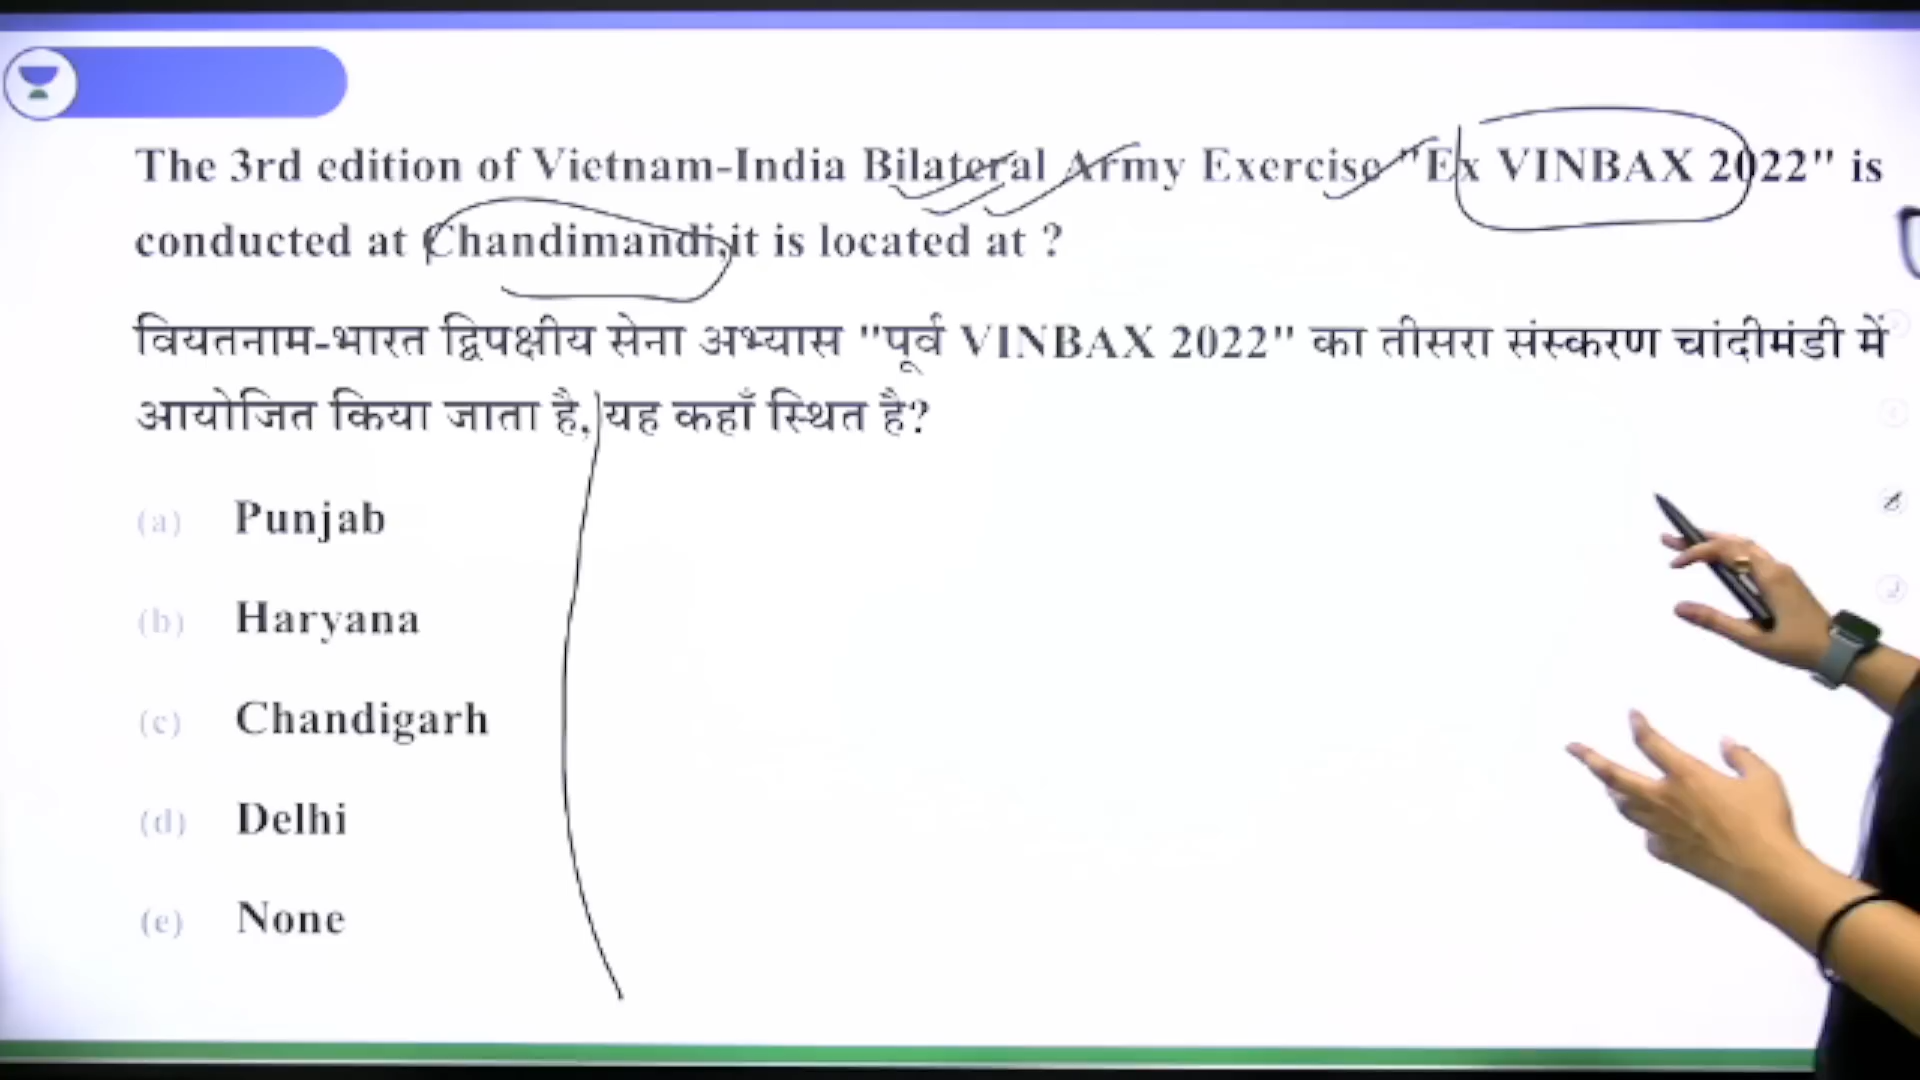 The 3rd edition of Vietnam-India Bilateral Army Exercise "Ex VINBAX 2022" is
conducted at Chandimandi,it is located at ?
वियतनाम-भारत द्विपक्षीय सेना अभ्यास "पूर्व VINBAX 2022" का तीसरा संस्करण चांदीमंडी में
आयोजित किया जाता है, यह कहाँ स्थित है?
(a) Punjab
(b) Haryana
(c) Chandigarh
(d) Delhi
(e) None